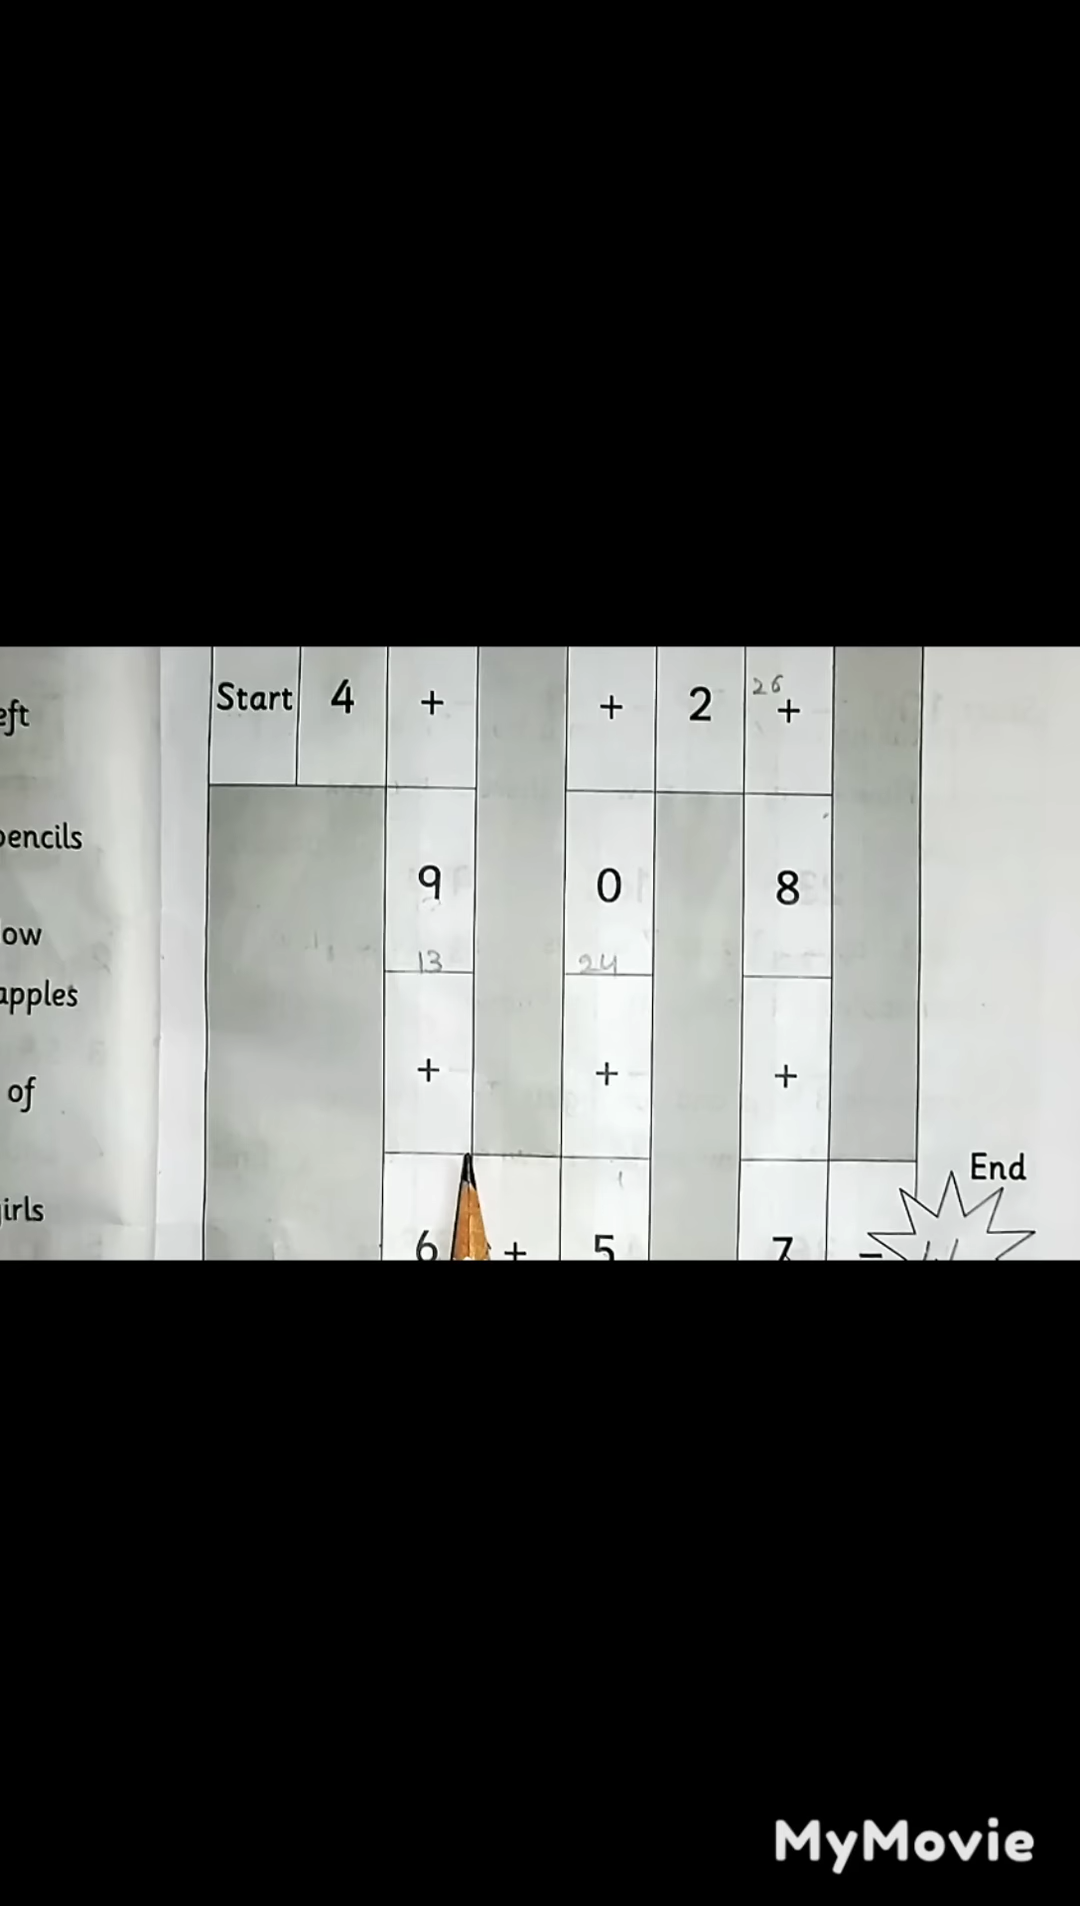 eft
pencils
ow
apples
of
irls
Start 4 + + 2 26 +
9 0 8
13 24
+ + +
End
6 + 5 7 -
MyMovie